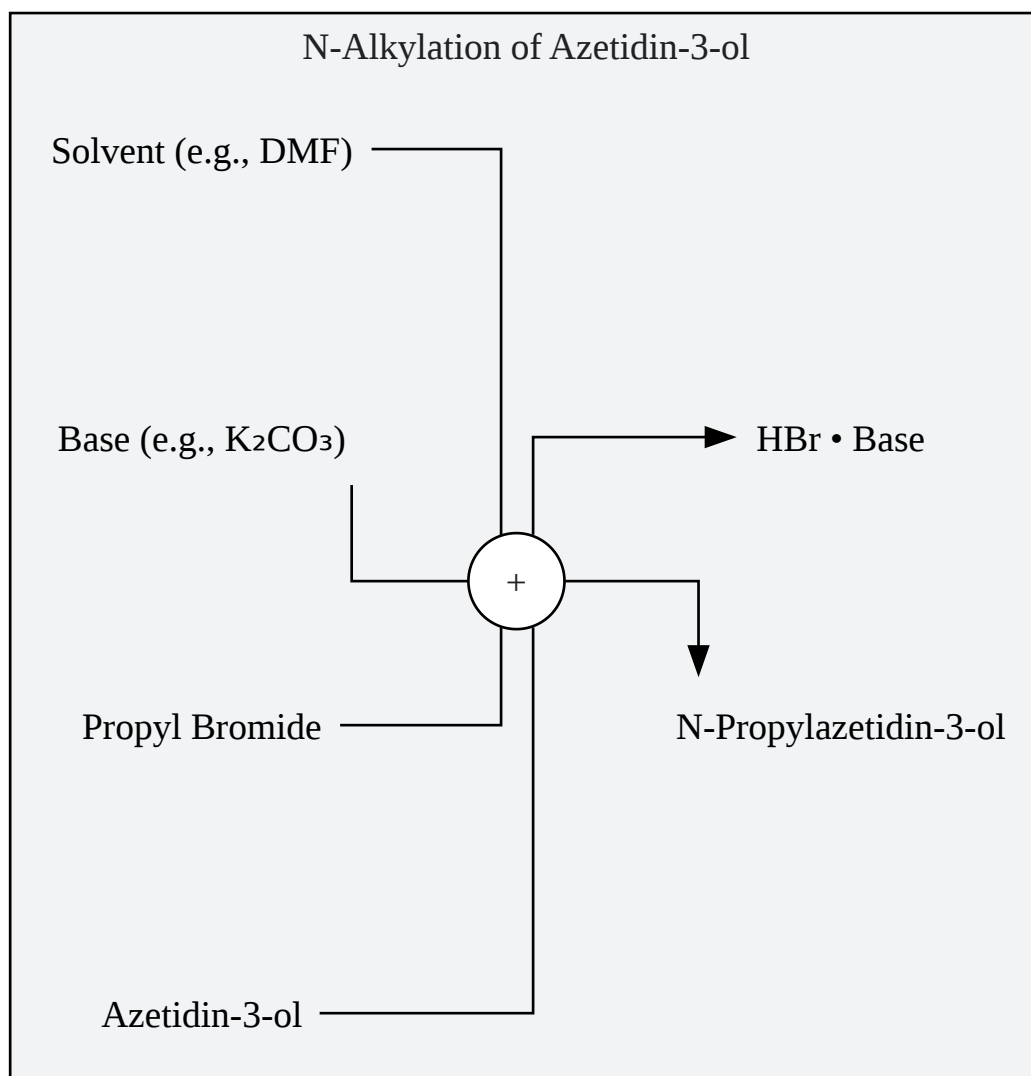 N-Alkylation of Azetidin-3-ol
Solvent (e.g., DMF)
Base (e.g., K₂CO₃)
HBr • Base
+
Propyl Bromide
N-Propylazetidin-3-ol
Azetidin-3-ol